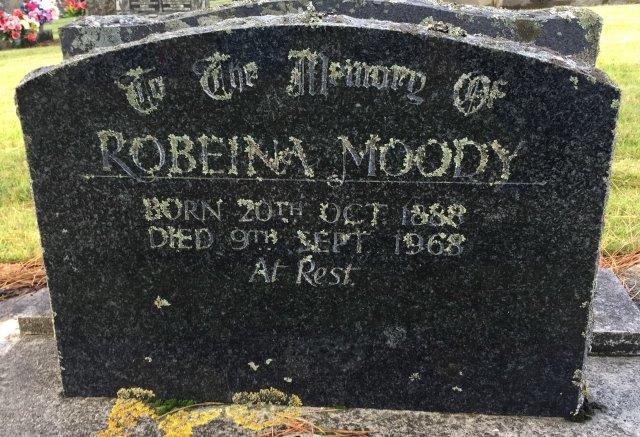 To The Memory Of
ROBEINA MOODY
BORN 20TH OCT. 1888
DIED 9TH SEPT. 1968
At Rest